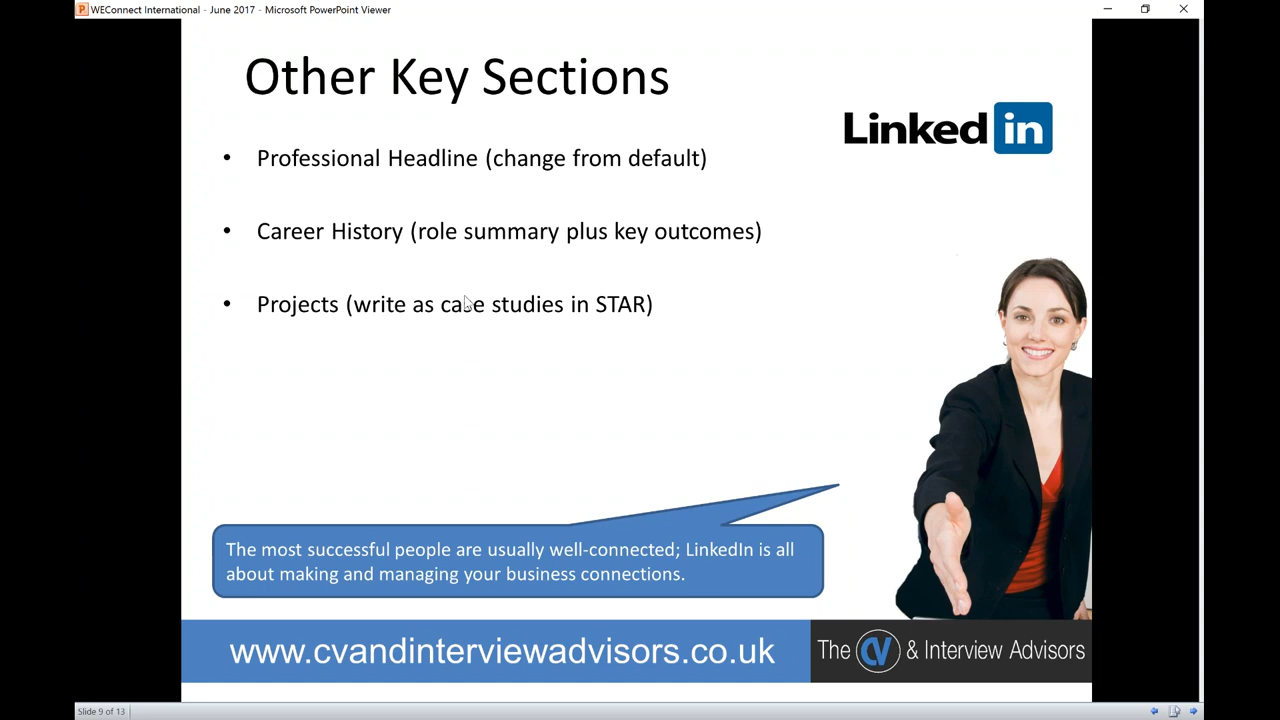 WEConnect International - June 2017 - Microsoft PowerPoint Viewer
Other Key Sections
Linked in
• Professional Headline (change from default)
• Career History (role summary plus key outcomes)
• Projects (write as case studies in STAR)
The most successful people are usually well-connected; LinkedIn is all
about making and managing your business connections.
www.cvandinterviewadvisors.co.uk
The CV & Interview Advisors
Slide 9 of 13